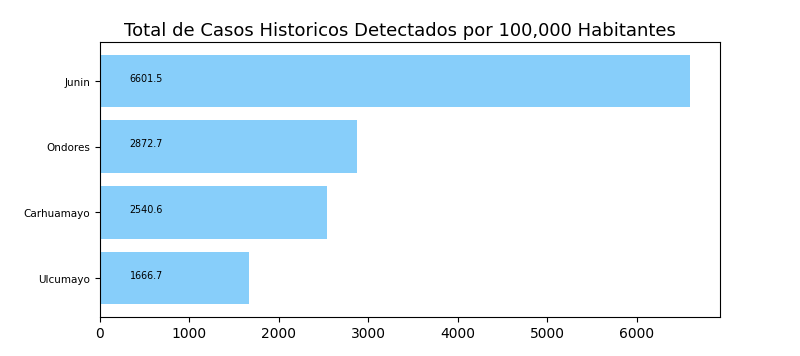 Total de Casos Historicos Detectados por 100,000 Habitantes
Junin
6601.5
Ondores
2872.7
Carhuamayo
2540.6
Ulcumayo
1666.7
0 1000 2000 3000 4000 5000 6000